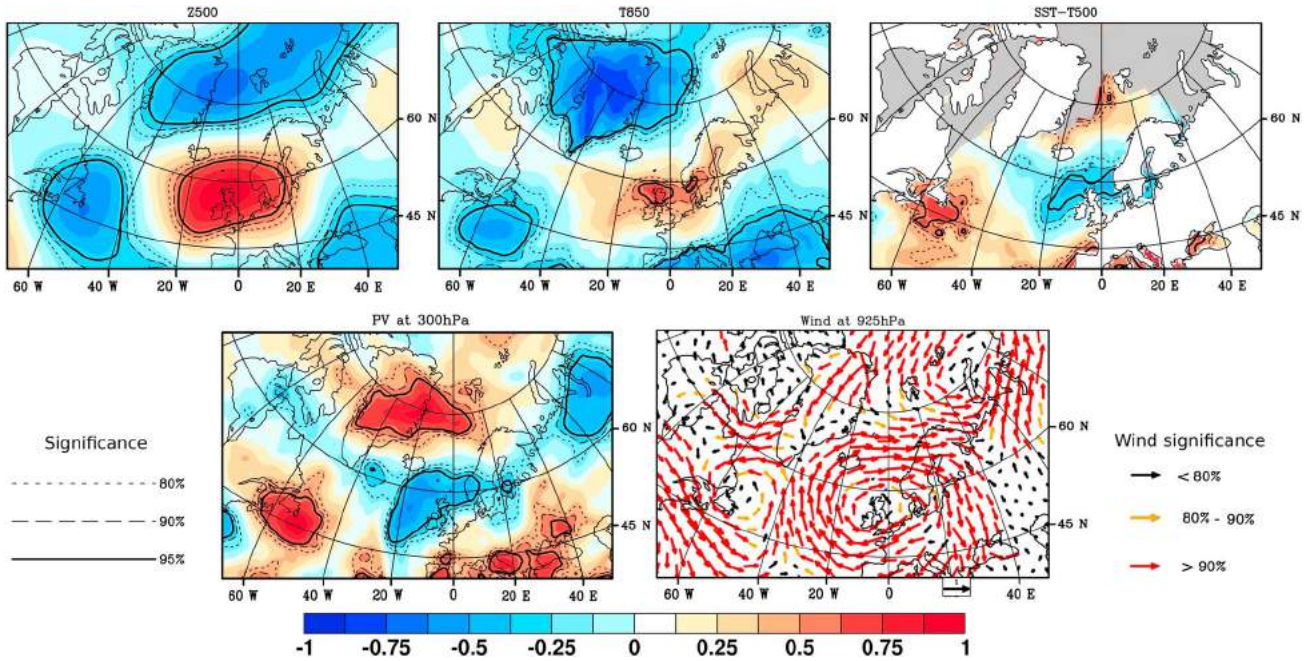 Z500
T850
SST-T500
60 N
45 N
60 W
40 W
20 W
0
20 E
40 E
60 N
45 N
60 W
40 W
20 W
0
20 E
40 E
60 N
45 N
60 W
40 W
20 W
0
20 E
40 E
PV at 300hPa
Wind at 925hPa
60 N
45 N
60 W
40 W
20 W
0
20 E
40 E
60 N
45 N
60 W
40 W
20 W
0
20 E
40 E
1
Significance
80%
90%
95%
Wind significance
< 80%
80% - 90%
> 90%
-1
-0.75
-0.5
-0.25
0
0.25
0.5
0.75
1